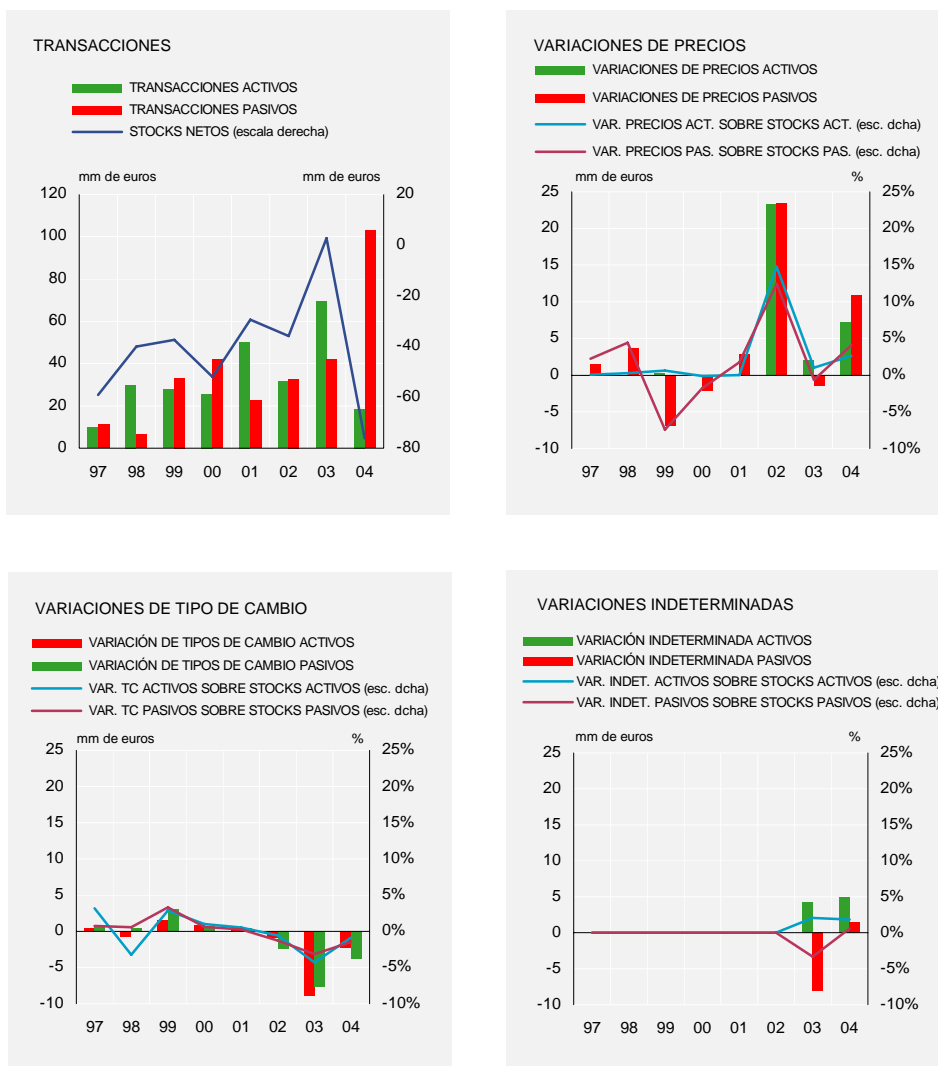 TRANSACCIONES
TRANSACCIONES ACTIVOS
TRANSACCIONES PASIVOS
STOCKS NETOS (escala derecha)
mm de euros mm de euros
120 20
100 0
80 -20
60 -40
40
20 -60
0 -80
97 98 99 00 01 02 03 04
VARIACIONES DE PRECIOS
VARIACIONES DE PRECIOS ACTIVOS
VARIACIONES DE PRECIOS PASIVOS
VAR. PRECIOS ACT. SOBRE STOCKS ACT. (esc. dcha)
VAR. PRECIOS PAS. SOBRE STOCKS PAS. (esc. dcha)
mm de euros %
25 25%
20 20%
15 15%
10 10%
5 5%
0 0%
-5 -5%
-10 -10%
97 98 99 00 01 02 03 04
VARIACIONES DE TIPO DE CAMBIO
VARIACIÓN DE TIPOS DE CAMBIO ACTIVOS
VARIACIÓN DE TIPOS DE CAMBIO PASIVOS
VAR. TC ACTIVOS SOBRE STOCKS ACTIVOS (esc. dcha)
VAR. TC PASIVOS SOBRE STOCKS PASIVOS (esc. dcha)
mm de euros %
25 25%
20 20%
15 15%
10 10%
5 5%
0 0%
-5 -5%
-10 -10%
97 98 99 00 01 02 03 04
VARIACIONES INDETERMINADAS
VARIACIÓN INDETERMINADA ACTIVOS
VARIACIÓN INDETERMINADA PASIVOS
VAR. INDET. ACTIVOS SOBRE STOCKS ACTIVOS (esc. dcha)
VAR. INDET. PASIVOS SOBRE STOCKS PASIVOS (esc. dcha)
mm de euros %
25 25%
20 20%
15 15%
10 10%
5 5%
0 0%
-5 -5%
-10 -10%
97 98 99 00 01 02 03 04